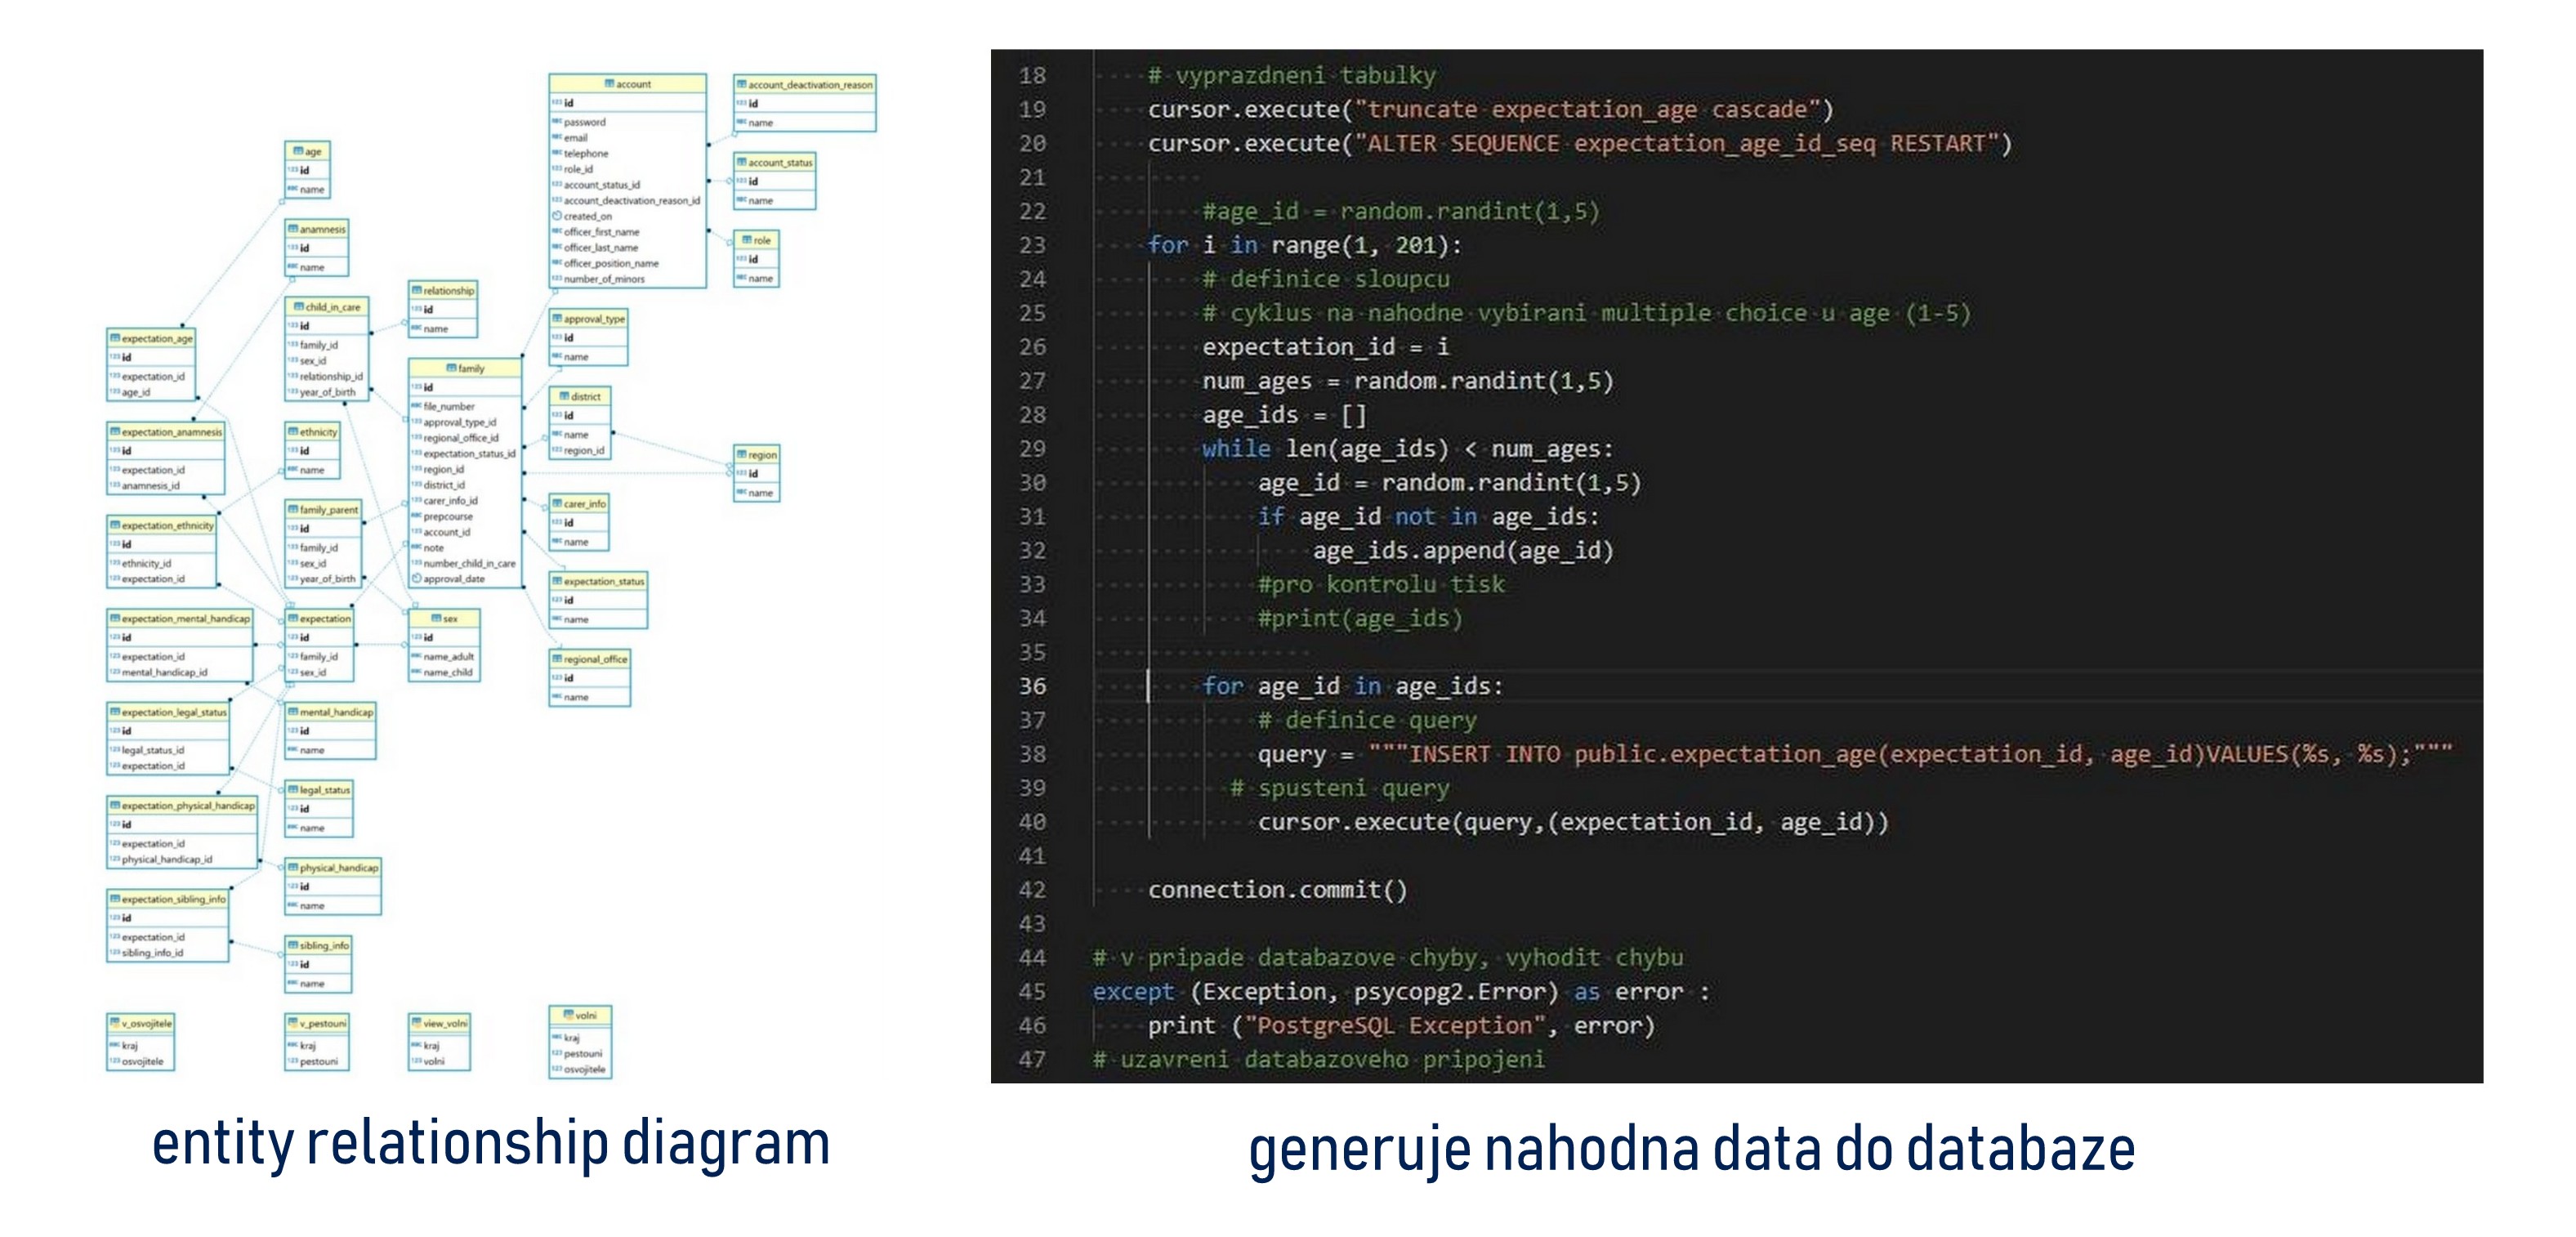 account
id
password
email
telephone
role_id
account_status_id
account_deactivation_reason_id
created_on
officer_first_name
officer_last_name
officer_position_name
number_of_minors
account_deactivation_reason
id
name
account_status
id
name
role
id
name
age
id
name
anamnesis
id
name
child_in_care
id
family_id
sex_id
relationship_id
year_of_birth
relationship
id
name
approval_type
id
name
expectation_age
id
expectation_id
age_id
family
id
file_number
approval_type_id
regional_office_id
expectation_status_id
region_id
district_id
carer_info_id
prepcourse
account_id
note
number_child_in_care
approval_date
district
id
name
region_id
region
id
name
expectation_anamnesis
id
expectation_id
anamnesis_id
ethnicity
id
name
carer_info
id
name
expectation_ethnicity
id
ethnicity_id
expectation_id
family_parent
id
family_id
sex_id
year_of_birth
expectation_status
id
name
expectation_mental_handicap
id
expectation_id
mental_handicap_id
expectation
id
family_id
sex_id
sex
id
name_adult
name_child
regional_office
id
name
expectation_legal_status
id
legal_status_id
expectation_id
mental_handicap
id
name
legal_status
id
name
expectation_physical_handicap
id
expectation_id
physical_handicap_id
physical_handicap
id
name
expectation_sibling_info
id
expectation_id
sibling_info_id
sibling_info
id
name
v_osvojitele
kraj
osvojitele
v_pestouni
kraj
pestouni
view_volni
kraj
volni
volni
kraj
pestouni
osvojitele
entity relationship diagram
18 # vyprazdneni tabulky
19 cursor.execute("truncate expectation_age cascade")
20 cursor.execute("ALTER SEQUENCE expectation_age_id_seq RESTART")
21
22 #age_id = random.randint(1,5)
23 for i in range(1, 201):
24 # definice sloupcu
25 # cyklus na nahodne vybirani multiple choice u age (1-5)
26 expectation_id = i
27 num_ages = random.randint(1,5)
28 age_ids = []
29 while len(age_ids) < num_ages:
30 age_id = random.randint(1,5)
31 if age_id not in age_ids:
32 age_ids.append(age_id)
33 #pro kontrolu tisk
34 #print(age_ids)
35
36 for age_id in age_ids:
37 # definice query
38 query = """INSERT INTO public.expectation_age(expectation_id, age_id)VALUES(%s, %s);"""
39 # spusteni query
40 cursor.execute(query,(expectation_id, age_id))
41
42 connection.commit()
43
44 # v pripade databazove chyby, vyhodit chybu
45 except (Exception, psycopg2.Error) as error :
46 print ("PostgreSQL Exception", error)
47 # uzavreni databazoveho pripojeni
generuje nahodna data do databaze